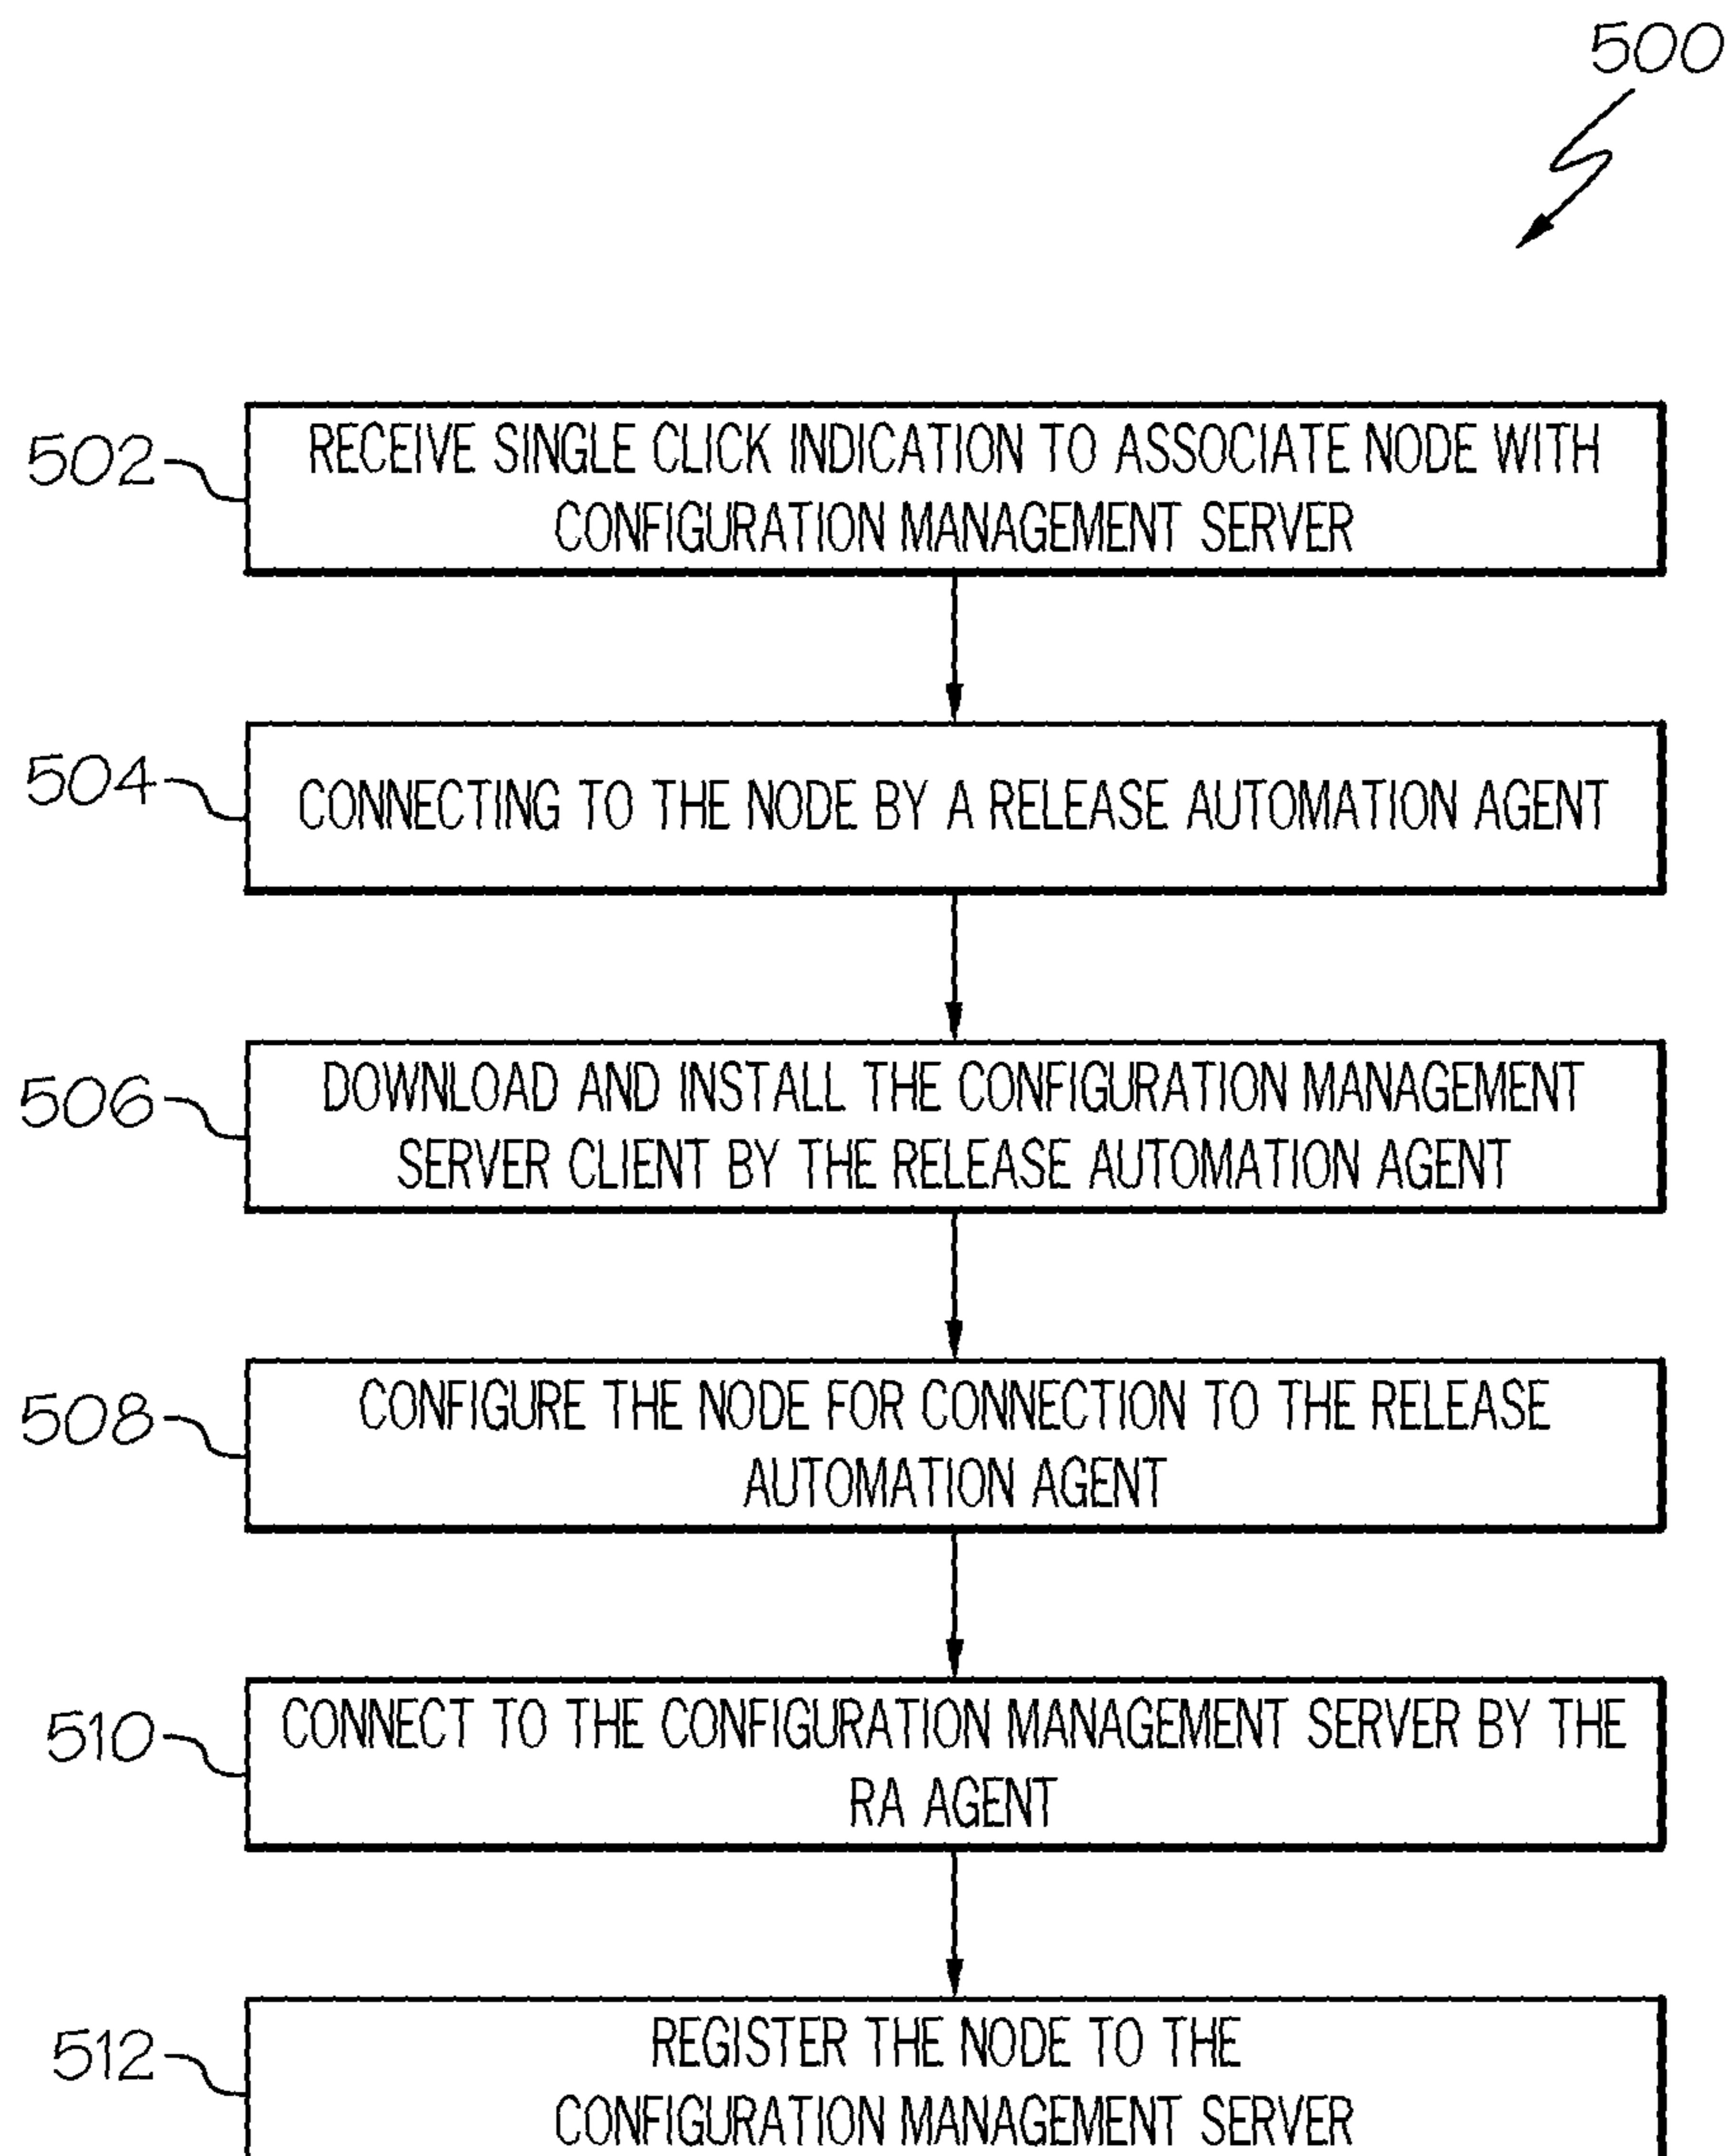 500
502
RECEIVE SINGLE CLICK INDICATION TO ASSOCIATE NODE WITH
CONFIGURATION MANAGEMENT SERVER
504
CONNECTING TO THE NODE BY A RELEASE AUTOMATION AGENT
506
DOWNLOAD AND INSTALL THE CONFIGURATION MANAGEMENT
SERVER CLIENT BY THE RELEASE AUTOMATION AGENT
508
CONFIGURE THE NODE FOR CONNECTION TO THE RELEASE
AUTOMATION AGENT
510
CONNECT TO THE CONFIGURATION MANAGEMENT SERVER BY THE
RA AGENT
512
REGISTER THE NODE TO THE
CONFIGURATION MANAGEMENT SERVER